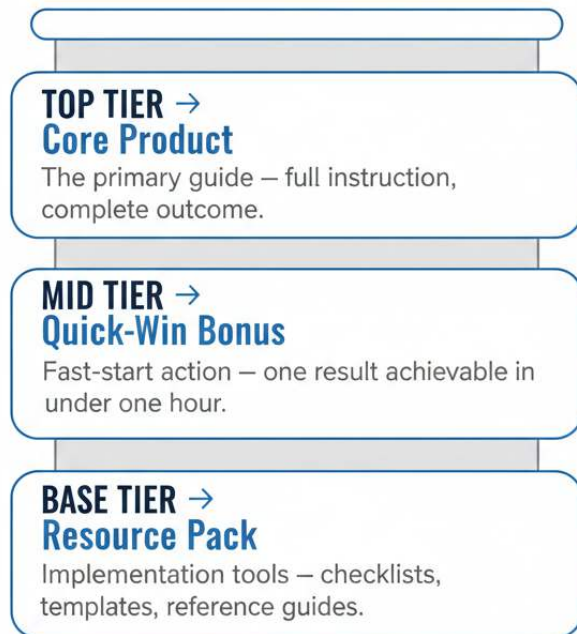 TOP TIER →
Core Product
The primary guide – full instruction,
complete outcome.
MID TIER →
Quick-Win Bonus
Fast-start action – one result achievable in
under one hour.
BASE TIER →
Resource Pack
Implementation tools – checklists,
templates, reference guides.